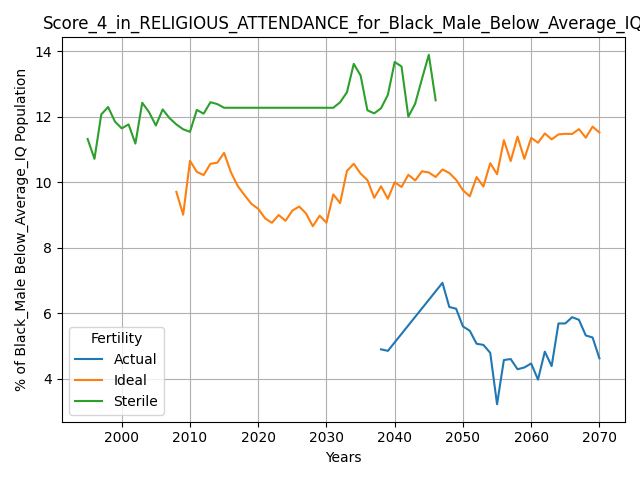 Score_4_in_RELIGIOUS_ATTENDANCE_for_Black_Male_Below_Average_IQ
% of Black_Male Below_Average_IQ Population
14
12
10
8
6
4
Fertility
Actual
Ideal
Sterile
2000 2010 2020 2030 2040 2050 2060 2070
Years